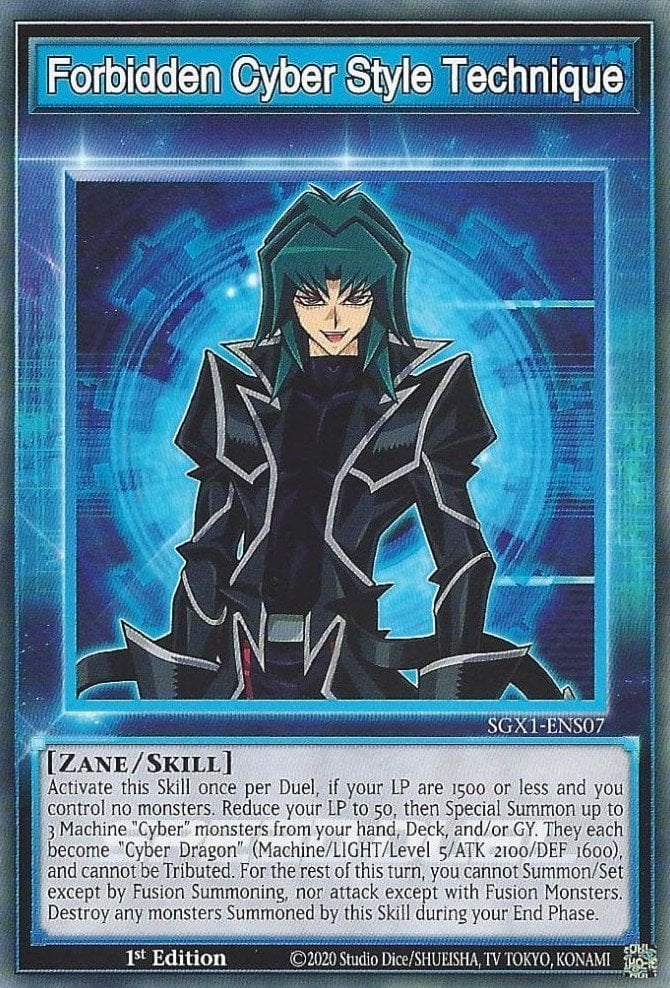 Forbidden Cyber Style Technique
SGX1-ENS07
[ZANE/SKILL]
Activate this Skill once per Duel, if your LP are 1500 or less and you
control no monsters. Reduce your LP to 50, then Special Summon up to
3 Machine "Cyber" monsters from your hand, Deck, and/or GY. They each
become "Cyber Dragon" (Machine/LIGHT/Level 5/ATK 2100/DEF 1600),
and cannot be Tributed. For the rest of this turn, you cannot Summon/Set
except by Fusion Summoning, nor attack except with Fusion Monsters.
Destroy any monsters Summoned by this Skill during your End Phase.
1st Edition
©2020 Studio Dice/SHUEISHA, TV TOKYO, KONAMI